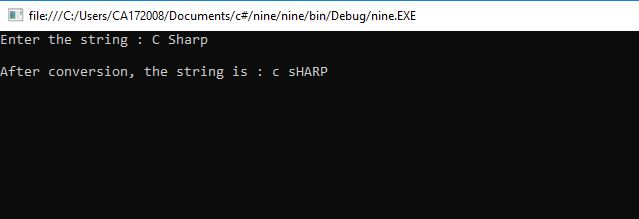 file:///C:/Users/CA172008/Documents/c#/nine/nine/bin/Debug/nine.EXE
Enter the string : C Sharp
After conversion, the string is : c sHARP